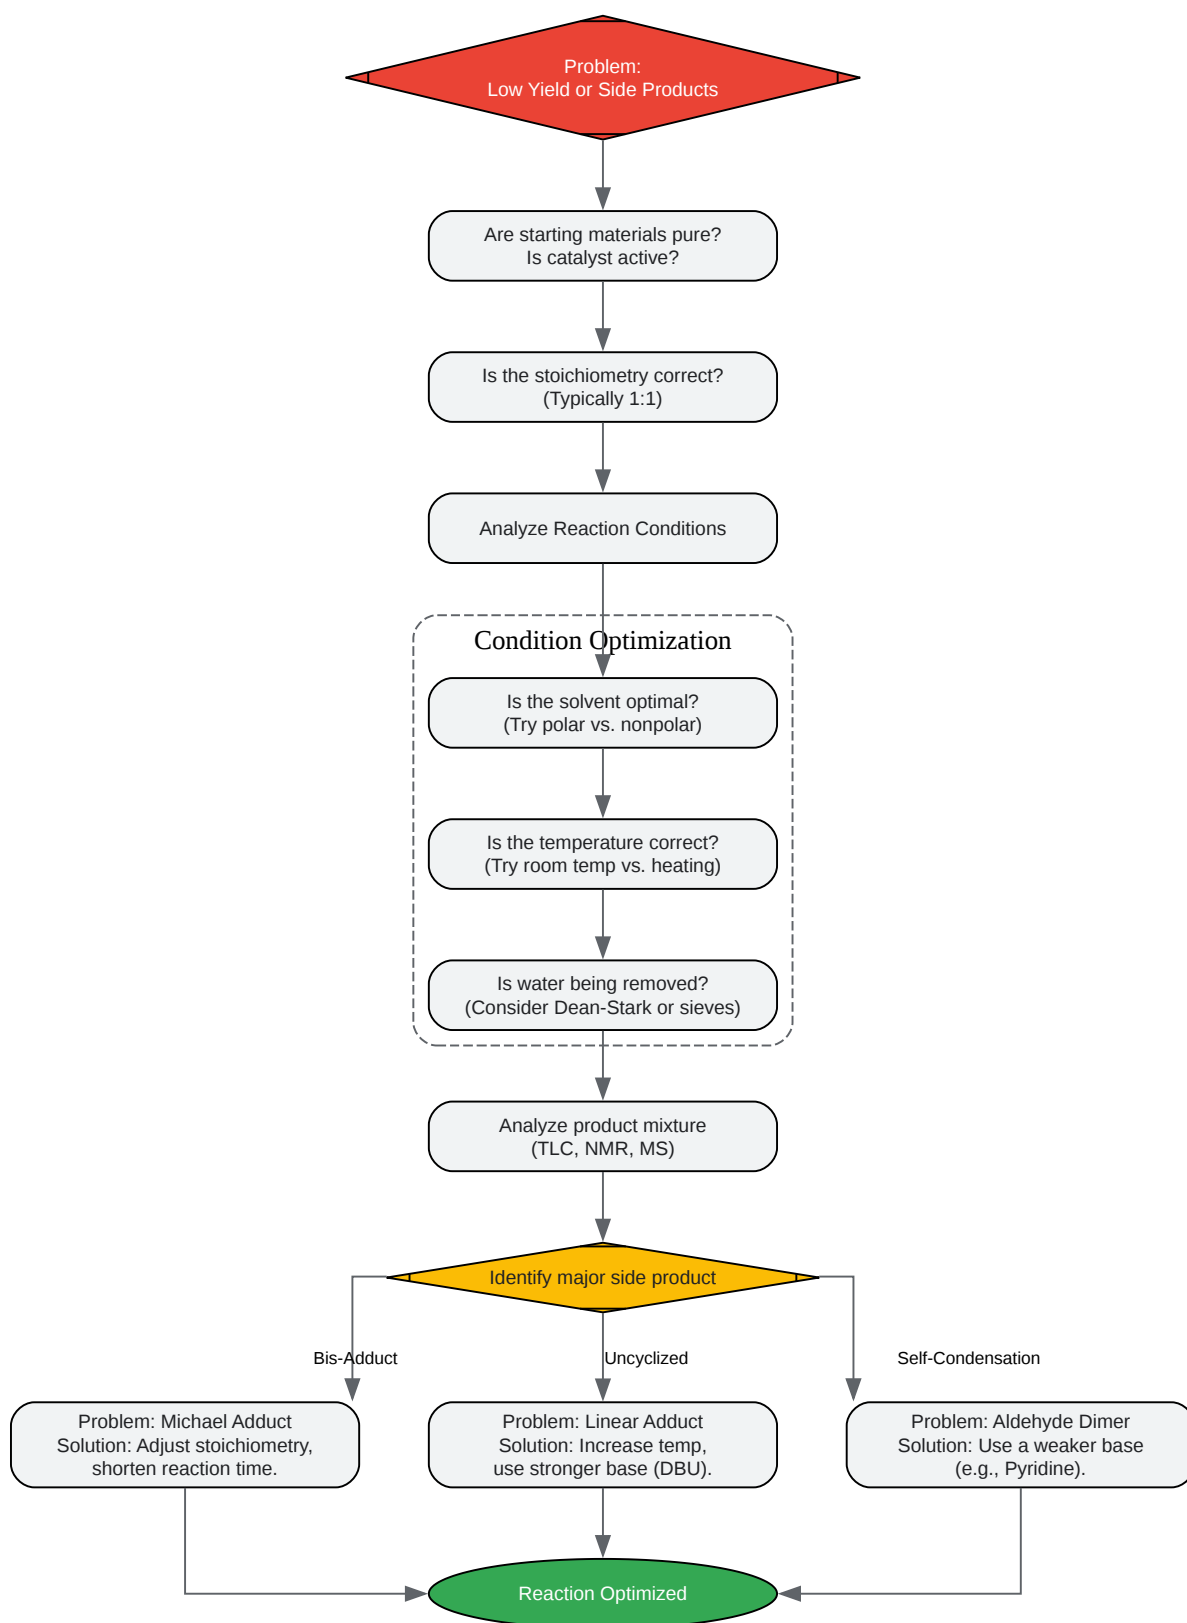 Problem:
Low Yield or Side Products
Are starting materials pure?
Is catalyst active?
Is the stoichiometry correct?
(Typically 1:1)
Analyze Reaction Conditions
Condition Optimization
Is the solvent optimal?
(Try polar vs. nonpolar)
Is the temperature correct?
(Try room temp vs. heating)
Is water being removed?
(Consider Dean-Stark or sieves)
Analyze product mixture
(TLC, NMR, MS)
Identify major side product
Bis-Adduct
Uncyclized
Self-Condensation
Problem: Michael Adduct
Solution: Adjust stoichiometry,
shorten reaction time.
Problem: Linear Adduct
Solution: Increase temp,
use stronger base (DBU).
Problem: Aldehyde Dimer
Solution: Use a weaker base
(e.g., Pyridine).
Reaction Optimized